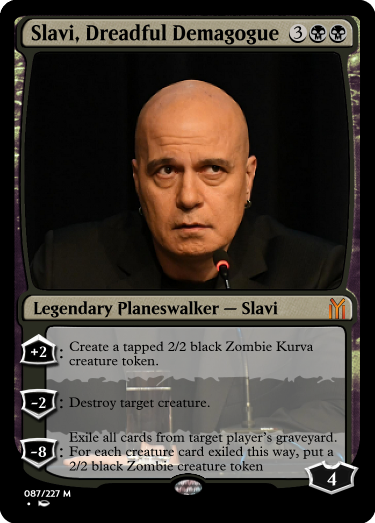 Slavi, Dreadful Demagogue 3
Legendary Planeswalker — Slavi
+2: Create a tapped 2/2 black Zombie Kurva
creature token.
-2: Destroy target creature.
-8: Exile all cards from target player's graveyard.
For each creature card exiled this way, put a
2/2 black Zombie creature token
4
087/227 M